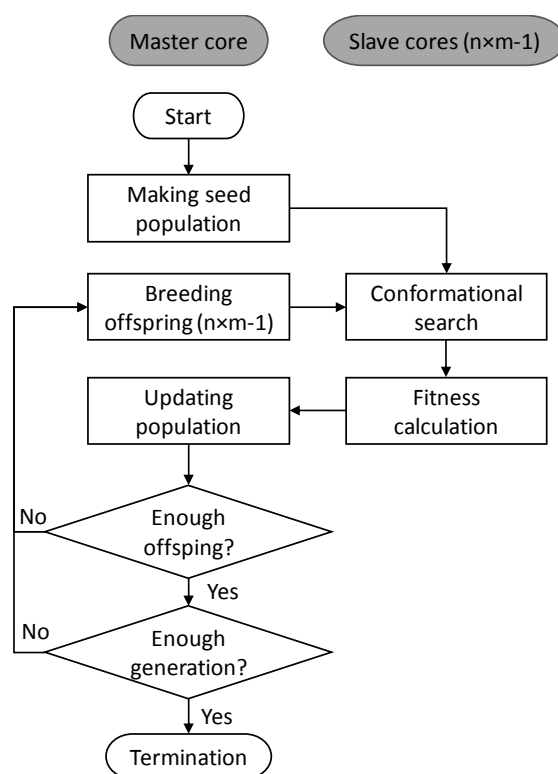 Master core
Slave cores (n×m-1)
Start
Making seed
population
Breeding
offspring (n×m-1)
Conformational
search
Updating
population
Fitness
calculation
No
Enough
offsping?
Yes
No
Enough
generation?
Yes
Termination